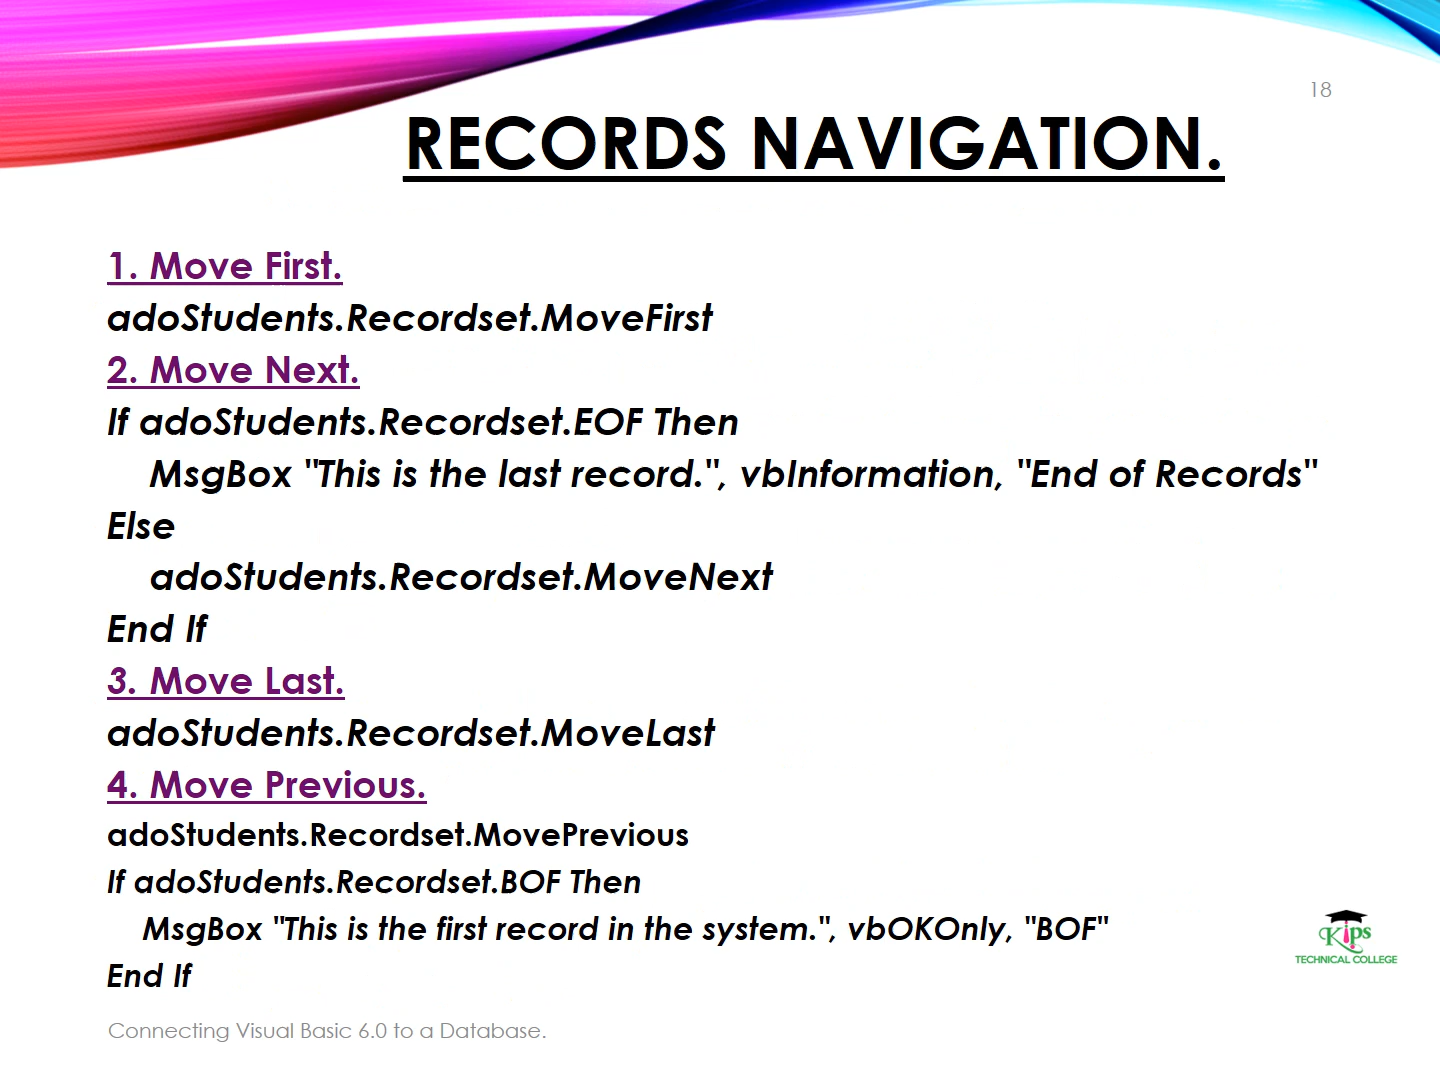 18
RECORDS NAVIGATION.
1. Move First.
adoStudents.Recordset.MoveFirst
2. Move Next.
If adoStudents.Recordset.EOF Then
MsgBox "This is the last record.", vbInformation, "End of Records"
Else
adoStudents.Recordset.MoveNext
End If
3. Move Last.
adoStudents.Recordset.MoveLast
4. Move Previous.
adoStudents.Recordset.MovePrevious
If adoStudents.Recordset.BOF Then
MsgBox "This is the first record in the system.", vbOKOnly, "BOF"
End If
Kips
TECHNICAL COLLEGE
Connecting Visual Basic 6.0 to a Database.